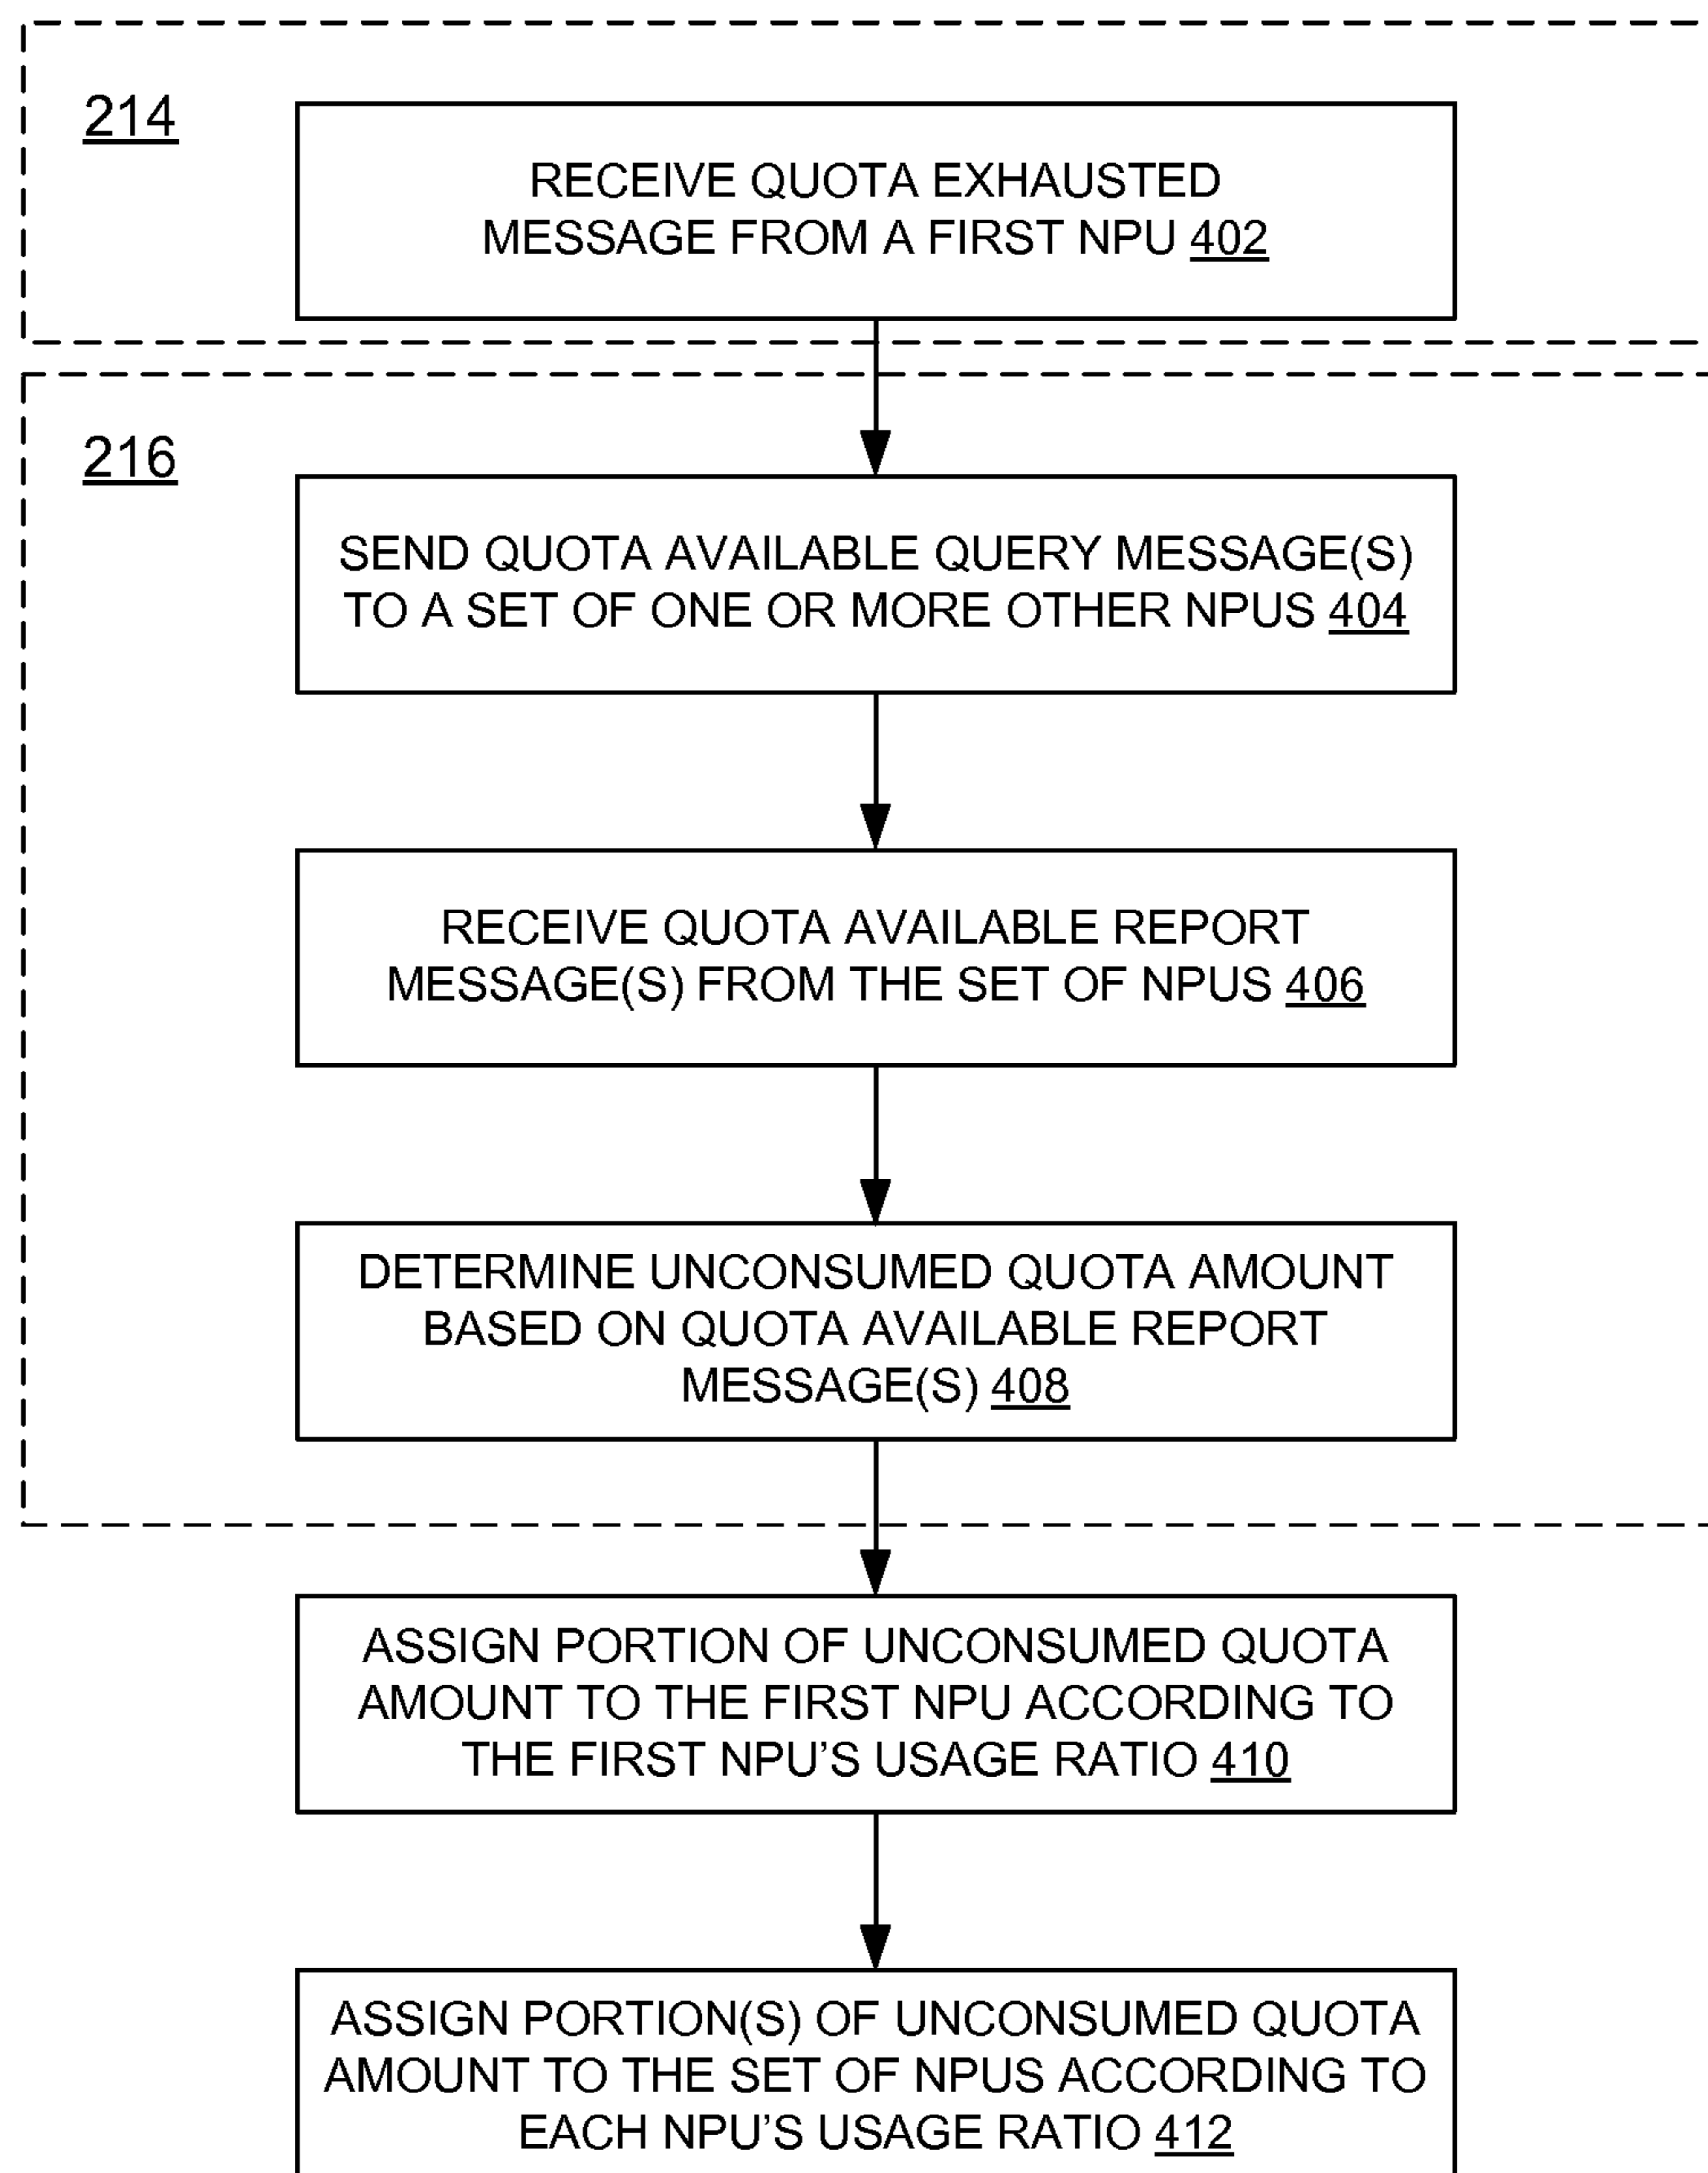 214
RECEIVE QUOTA EXHAUSTED
MESSAGE FROM A FIRST NPU 402
216
SEND QUOTA AVAILABLE QUERY MESSAGE(S)
TO A SET OF ONE OR MORE OTHER NPUS 404
RECEIVE QUOTA AVAILABLE REPORT
MESSAGE(S) FROM THE SET OF NPUS 406
DETERMINE UNCONSUMED QUOTA AMOUNT
BASED ON QUOTA AVAILABLE REPORT
MESSAGE(S) 408
ASSIGN PORTION OF UNCONSUMED QUOTA
AMOUNT TO THE FIRST NPU ACCORDING TO
THE FIRST NPU’S USAGE RATIO 410
ASSIGN PORTION(S) OF UNCONSUMED QUOTA
AMOUNT TO THE SET OF NPUS ACCORDING TO
EACH NPU’S USAGE RATIO 412